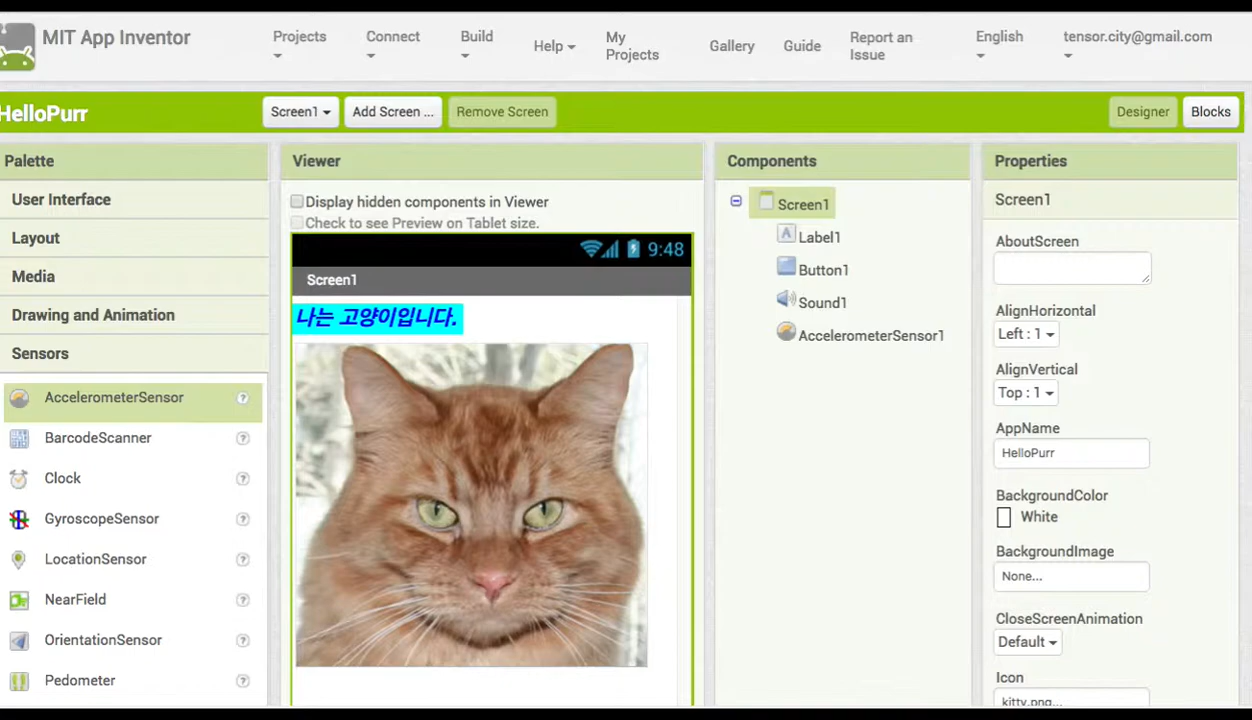 MIT App Inventor
Projects
Connect
Build
Help
My Projects
Gallery
Guide
Report an Issue
English
tensor.city@gmail.com
HelloPurr
Screen1
Add Screen ...
Remove Screen
Designer
Blocks
Palette
User Interface
Layout
Media
Drawing and Animation
Sensors
AccelerometerSensor ?
BarcodeScanner ?
Clock ?
GyroscopeSensor ?
LocationSensor ?
NearField ?
OrientationSensor ?
Pedometer ?
Viewer
Display hidden components in Viewer
Check to see Preview on Tablet size.
9:48
Screen1
나는 고양이입니다.
Components
Screen1
A Label1
Button1
Sound1
AccelerometerSensor1
Properties
Screen1
AboutScreen
AlignHorizontal
Left : 1
AlignVertical
Top : 1
AppName
HelloPurr
BackgroundColor
White
BackgroundImage
None...
CloseScreenAnimation
Default
Icon
kitty.png...